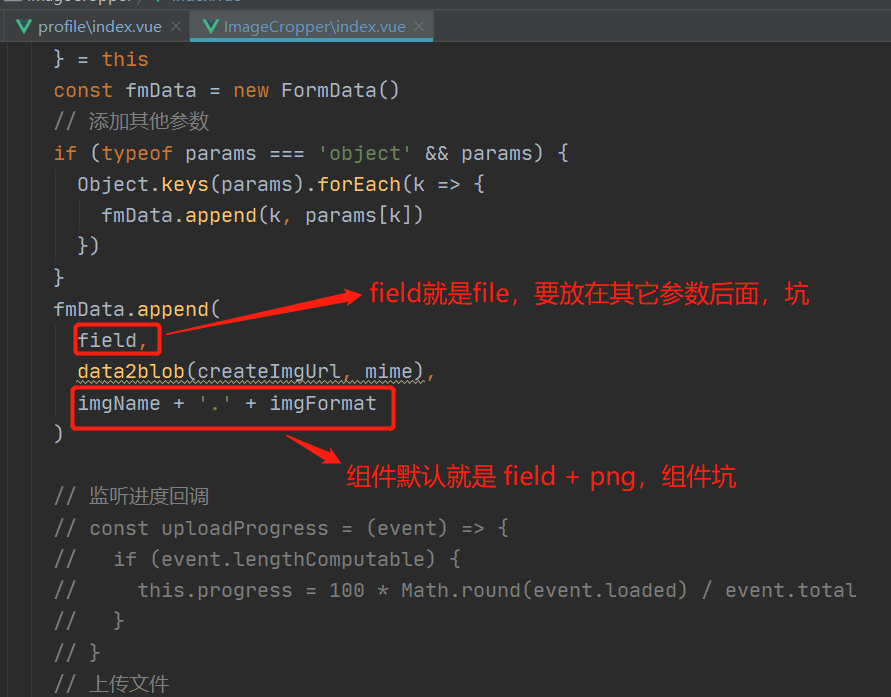 profile\index.vue × ImageCropper\index.vue ×
} = this
const fmData = new FormData()
// 添加其他参数
if (typeof params === 'object' && params) {
Object.keys(params).forEach(k => {
fmData.append(k, params[k])
})
}
fmData.append(
field就是file，要放在其它参数后面，坑
field,
data2blob(createImgUrl, mime),
imgName + '.' + imgFormat
)
组件默认就是 field + png，组件坑
// 监听进度回调
// const uploadProgress = (event) => {
// if (event.lengthComputable) {
// this.progress = 100 * Math.round(event.loaded) / event.total
// }
// }
// 上传文件